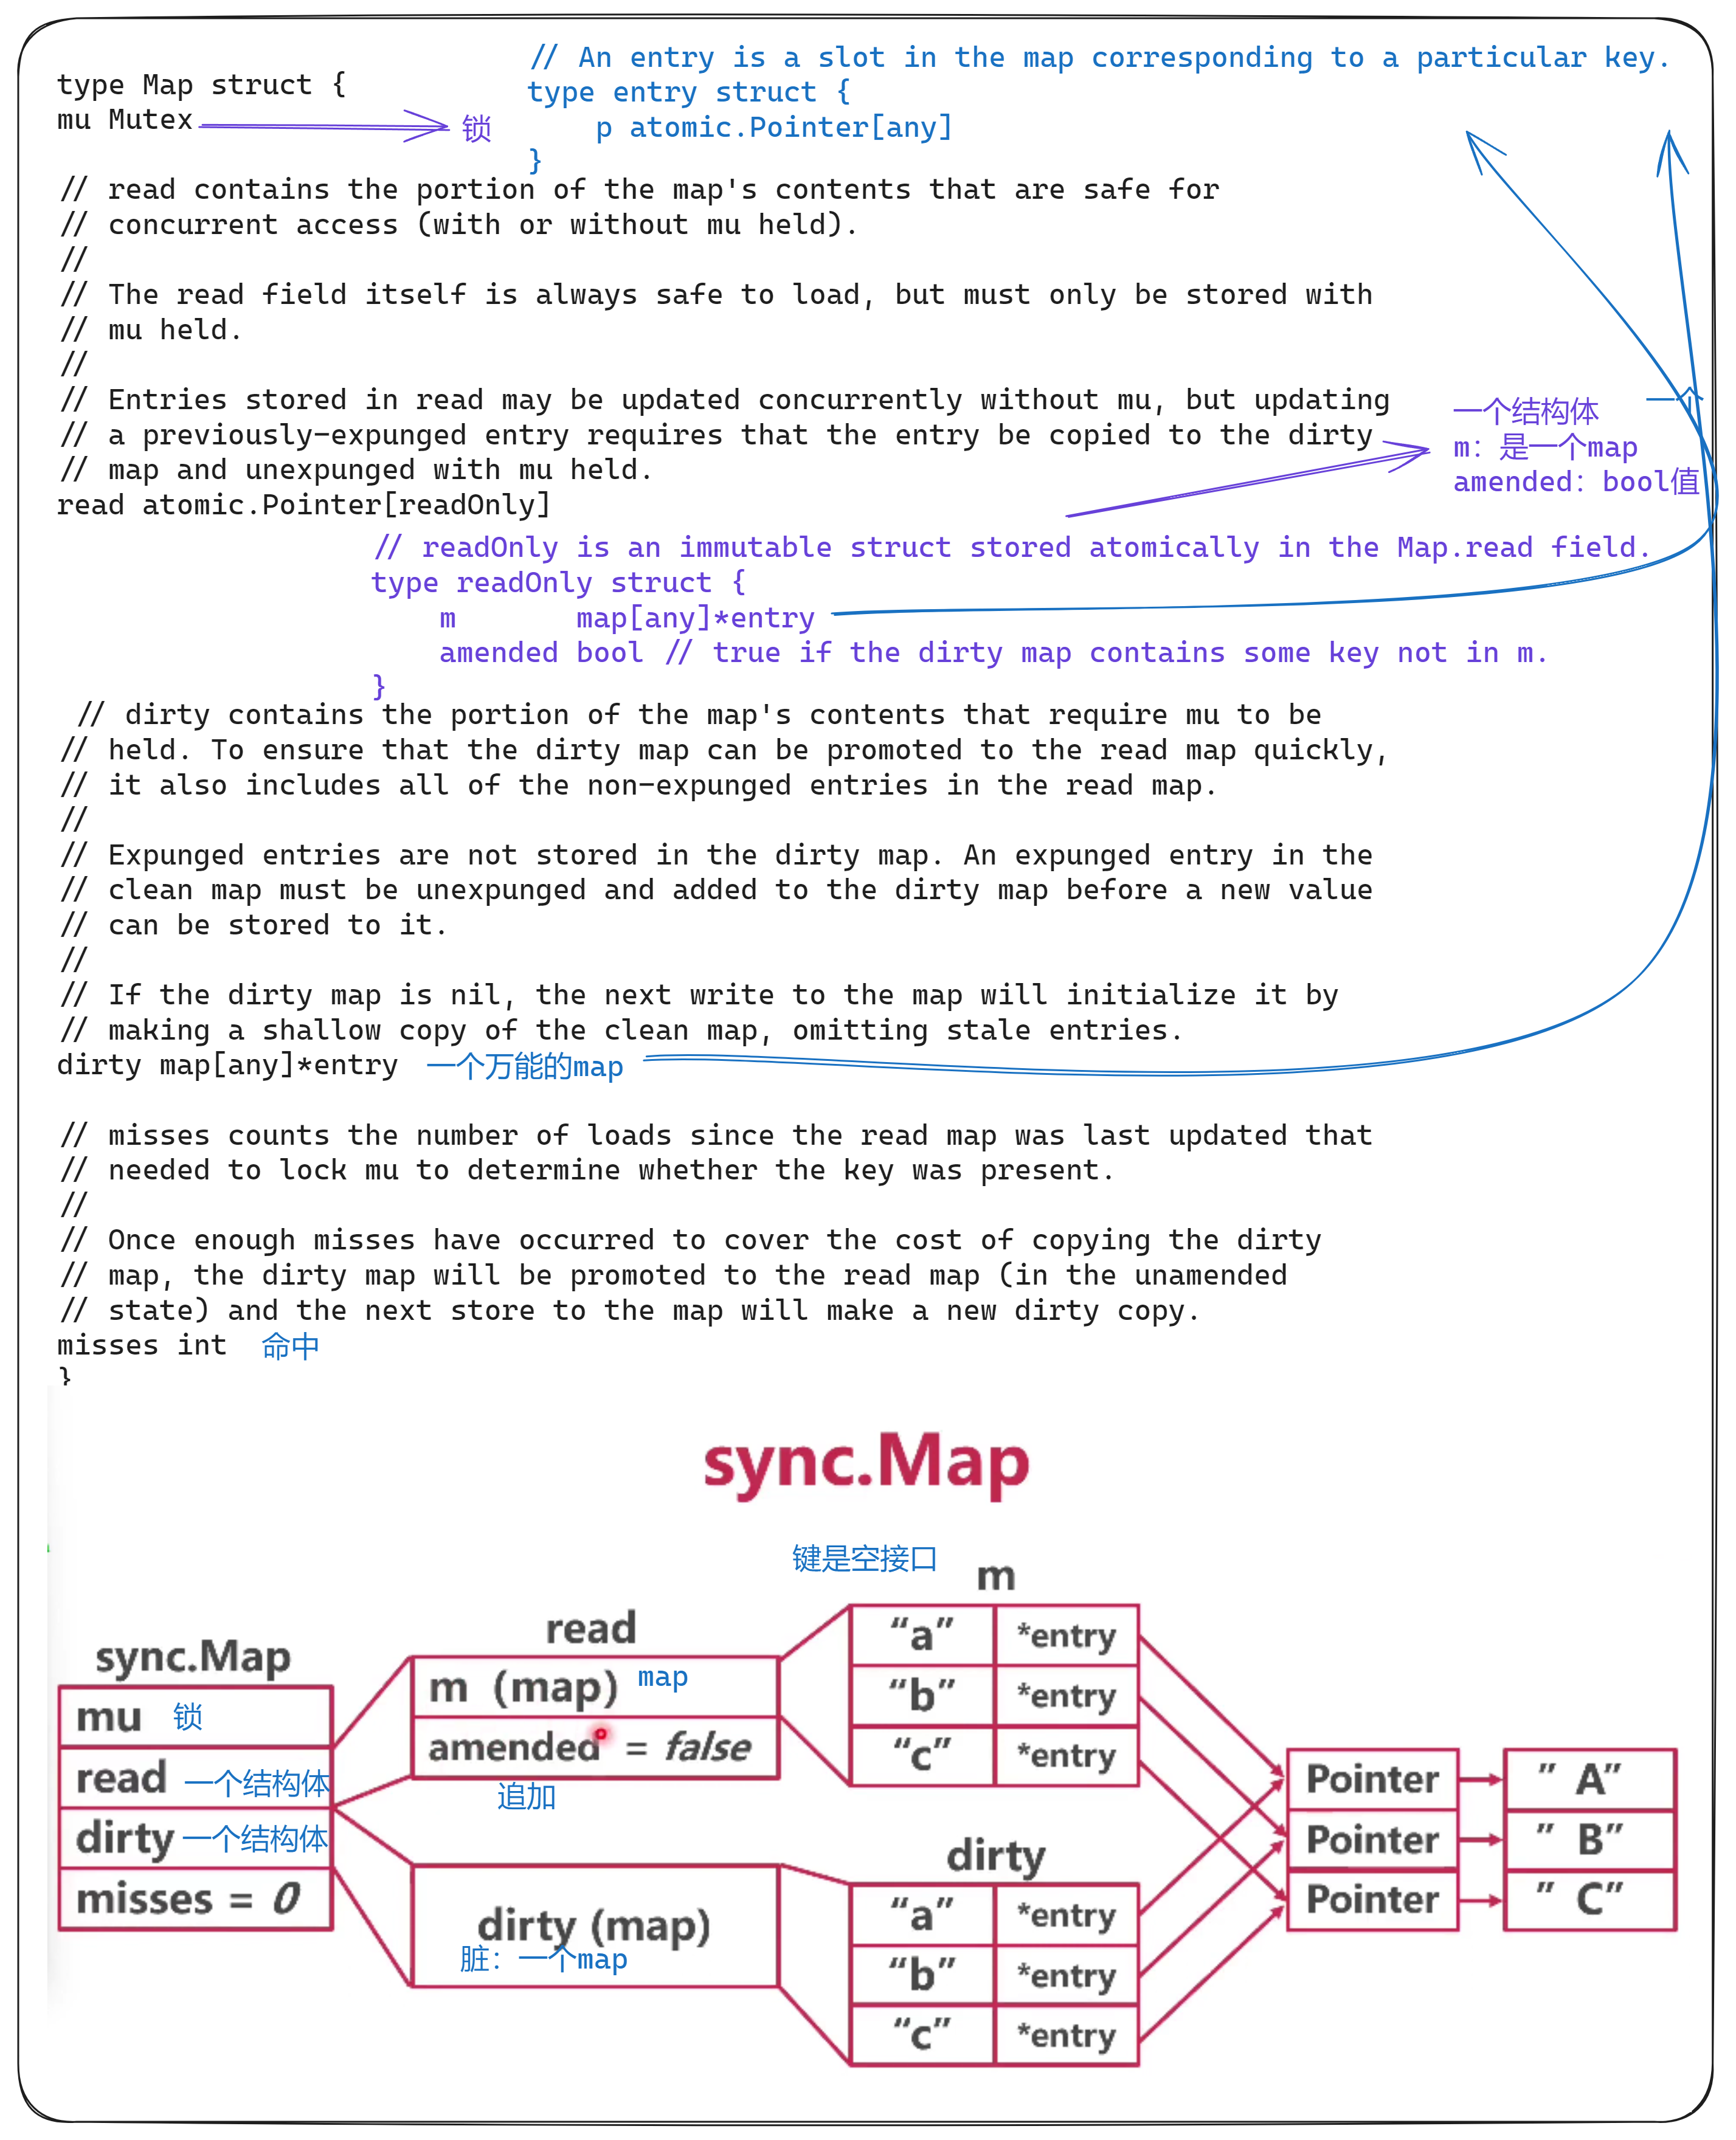 type Map struct {
mu Mutex
锁
// An entry is a slot in the map corresponding to a particular key.
type entry struct {
p atomic.Pointer[any]
}
// read contains the portion of the map's contents that are safe for
// concurrent access (with or without mu held).
//
// The read field itself is always safe to load, but must only be stored with
// mu held.
//
// Entries stored in read may be updated concurrently without mu, but updating
// a previously-expunged entry requires that the entry be copied to the dirty
// map and unexpunged with mu held.
read atomic.Pointer[readOnly]
一个结构体
一个
m: 是一个map
amended: bool值
// readOnly is an immutable struct stored atomically in the Map.read field.
type readOnly struct {
m map[any]*entry
amended bool // true if the dirty map contains some key not in m.
}
// dirty contains the portion of the map's contents that require mu to be
// held. To ensure that the dirty map can be promoted to the read map quickly,
// it also includes all of the non-expunged entries in the read map.
//
// Expunged entries are not stored in the dirty map. An expunged entry in the
// clean map must be unexpunged and added to the dirty map before a new value
// can be stored to it.
//
// If the dirty map is nil, the next write to the map will initialize it by
// making a shallow copy of the clean map, omitting stale entries.
dirty map[any]*entry 一个万能的map
// misses counts the number of loads since the read map was last updated that
// needed to lock mu to determine whether the key was present.
//
// Once enough misses have occurred to cover the cost of copying the dirty
// map, the dirty map will be promoted to the read map (in the unamended
// state) and the next store to the map will make a new dirty copy.
misses int 命中
}
sync.Map
sync.Map
mu 锁
read 一个结构体
dirty 一个结构体
misses = 0
read
m (map) map
amended = false
追加
dirty (map)
脏: 一个map
键是空接口
m
“a” *entry
“b” *entry
“c” *entry
dirty
“a” *entry
“b” *entry
“c” *entry
Pointer ” A”
Pointer ” B”
Pointer ” C”